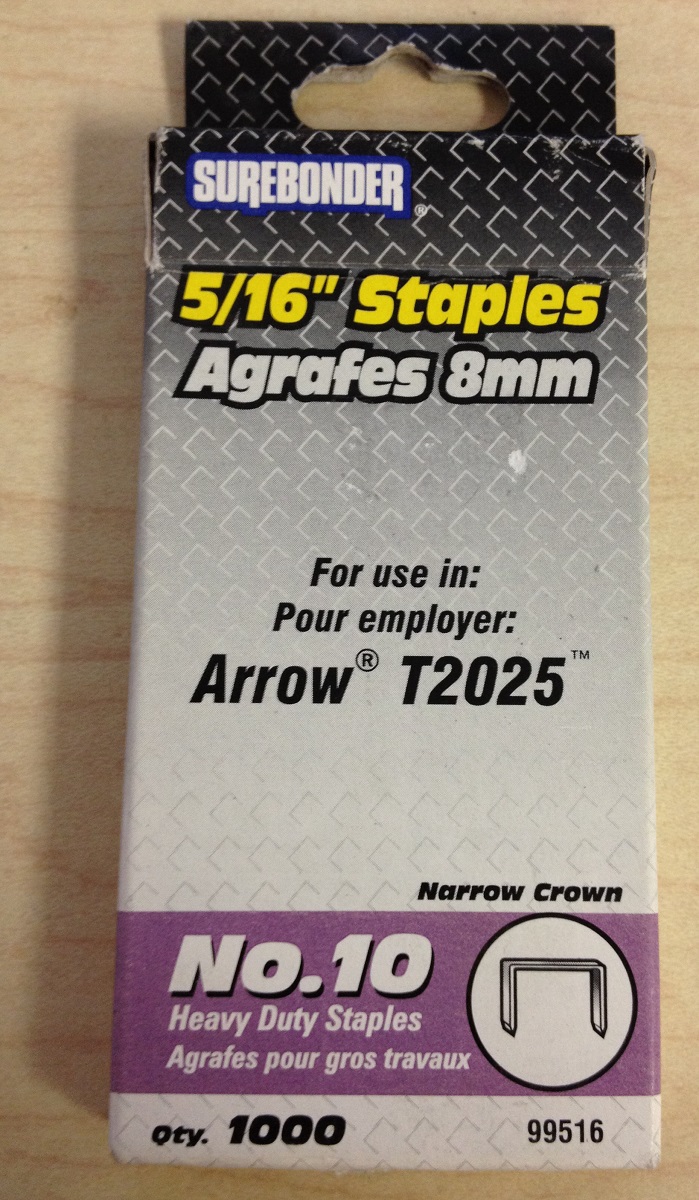 SUREBONDER®
5/16" Staples
Agrafes 8mm
For use in:
Pour employer:
Arrow® T2025™
Narrow Crown
No.10
Heavy Duty Staples
Agrafes pour gros travaux
Qty. 1000
99516